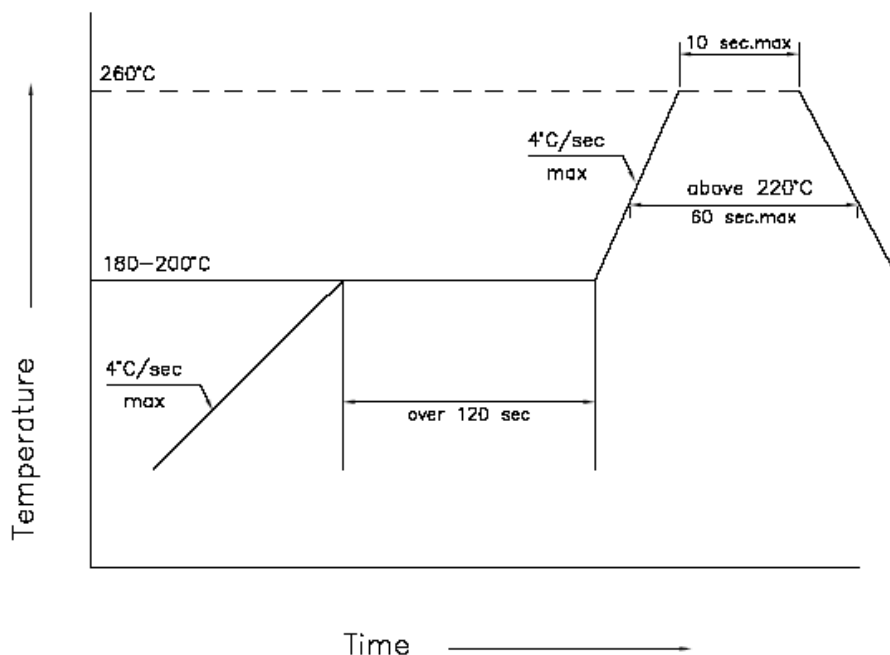 10 sec.max
260°C
4°C/sec
max
above 220°C
60 sec.max
180-200°C
4°C/sec
max
over 120 sec
Temperature
Time